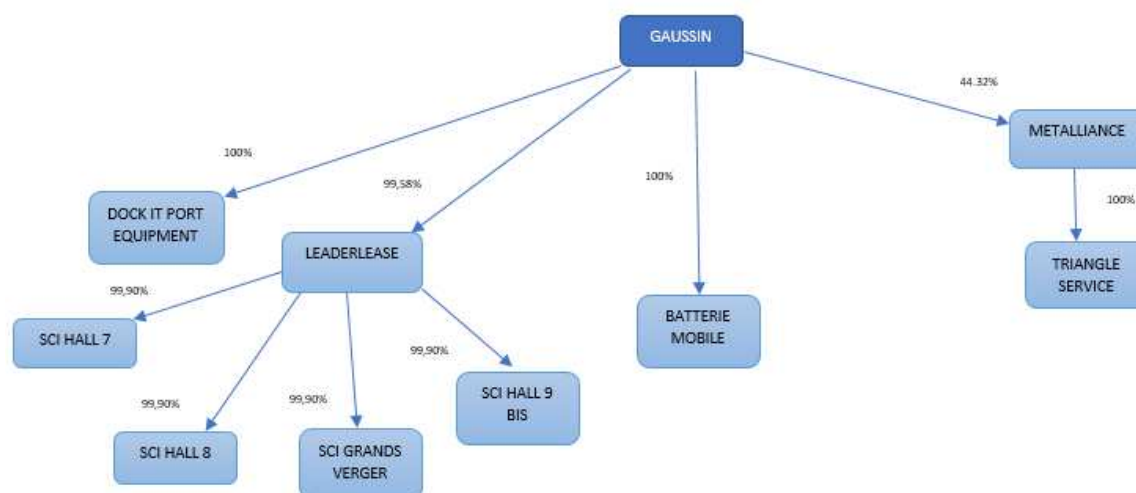 GAUSSIN
44.32%
METALLIANCE
100%
99,58%
100%
100%
DOCK IT PORT
EQUIPMENT
LEADERLEASE
TRIANGLE
SERVICE
99,90%
BATTERIE
MOBILE
SCI HALL 7
99,90%
SCI HALL 9
BIS
99,90%
99,90%
SCI HALL 8
SCI GRANDS
VERGER